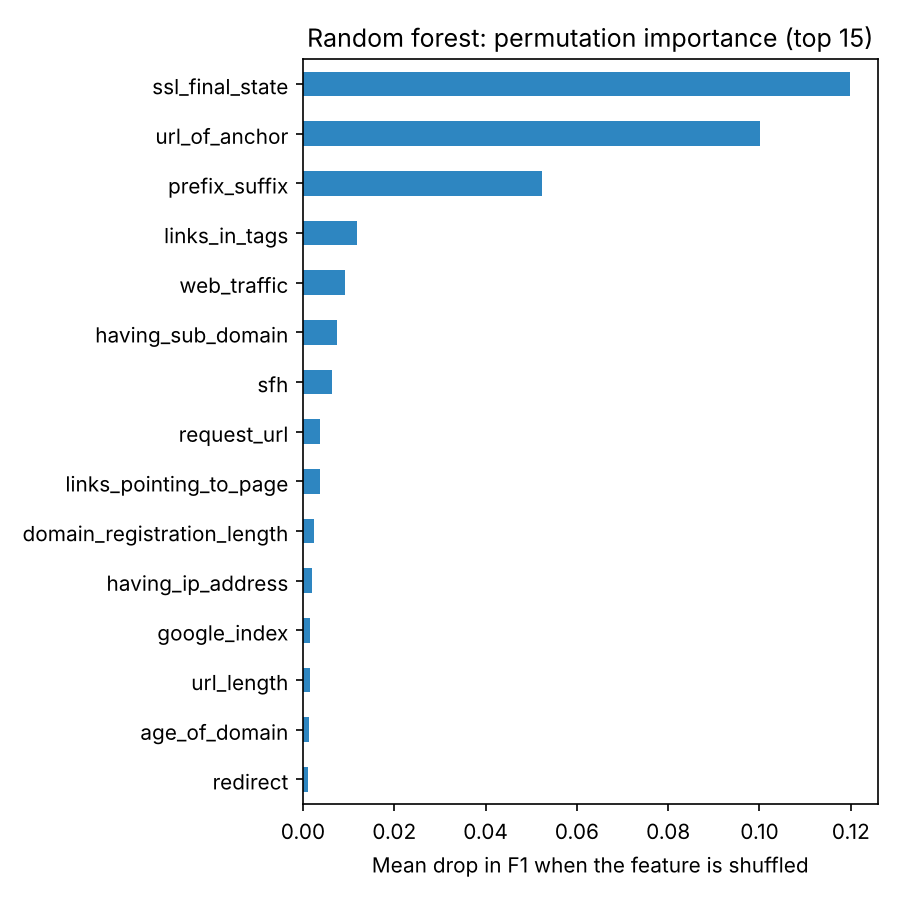 Random forest: permutation importance (top 15)
ssl_final_state
url_of_anchor
prefix_suffix
links_in_tags
web_traffic
having_sub_domain
sfh
request_url
links_pointing_to_page
domain_registration_length
having_ip_address
google_index
url_length
age_of_domain
redirect
0.00 0.02 0.04 0.06 0.08 0.10 0.12
Mean drop in F1 when the feature is shuffled